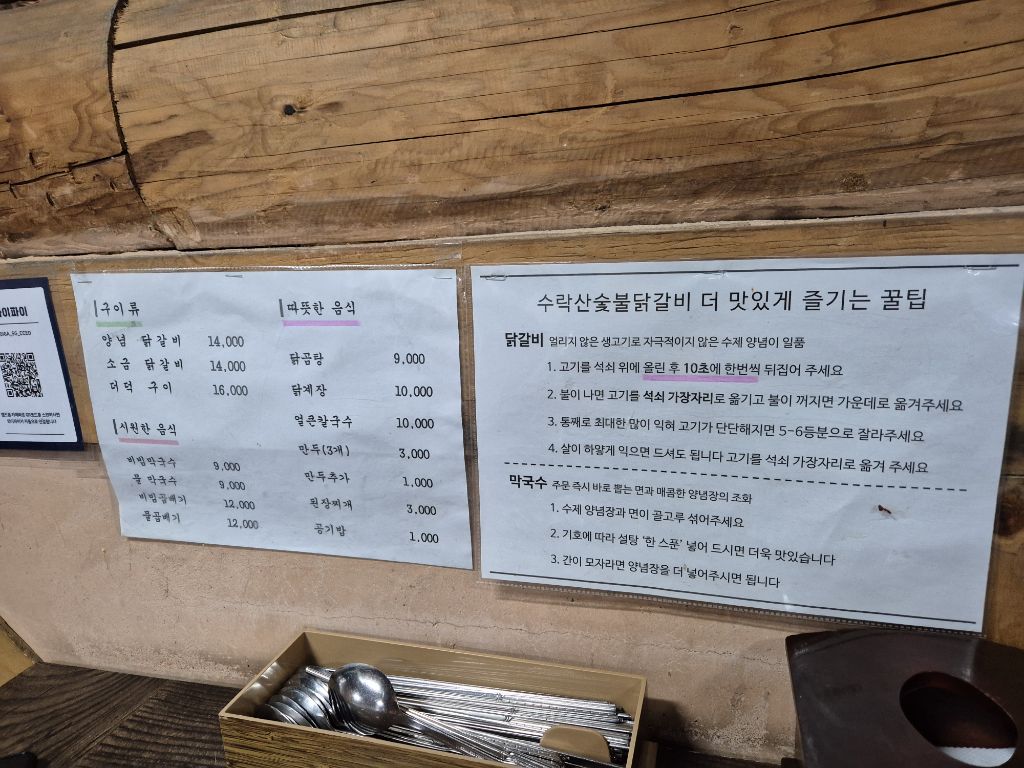 이파이
구이류
양념 닭갈비 14,000
소금 닭갈비 14,000
더덕 구이 16,000
시원한 음식
비빔막국수 9,000
물 막국수 9,000
비빔곱배기 12,000
물곱배기 12,000
따뜻한 음식
닭곰탕 9,000
닭계장 10,000
얼큰칼국수 10,000
만두(3개) 3,000
만두추가 1,000
된장찌개 3,000
공기밥 1,000
수락산숯불닭갈비 더 맛있게 즐기는 꿀팁
닭갈비 얼리지 않은 생고기로 자극적이지 않은 수제 양념이 일품
1. 고기를 석쇠 위에 올린 후 10초에 한번씩 뒤집어 주세요
2. 불이 나면 고기를 석쇠 가장자리로 옮기고 불이 꺼지면 가운데로 옮겨주세요
3. 통째로 최대한 많이 익혀 고기가 단단해지면 5-6등분으로 잘라주세요
4. 살이 하얗게 익으면 드셔도 됩니다 고기를 석쇠 가장자리로 옮겨 주세요
막국수 주문 즉시 바로 뽑는 면과 매콤한 양념장의 조화
1. 수제 양념장과 면이 골고루 섞어주세요
2. 기호에 따라 설탕 '한 스푼' 넣어 드시면 더욱 맛있습니다
3. 간이 모자라면 양념장을 더 넣어주시면 됩니다